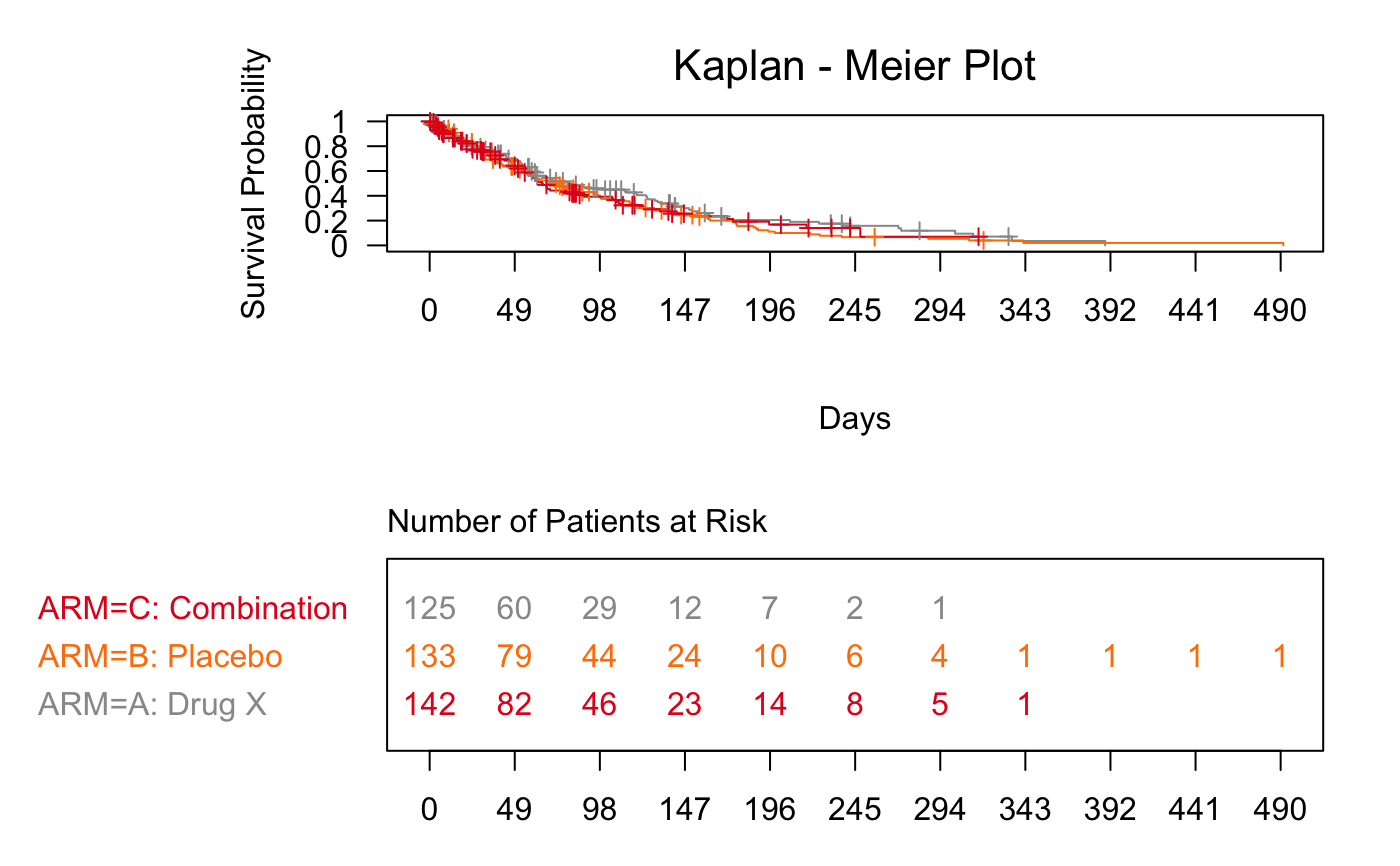 Kaplan - Meier Plot
Survival Probability
1
0.8
0.6
0.4
0.2
0
0 49 98 147 196 245 294 343 392 441 490
Days
Number of Patients at Risk
ARM=C: Combination 125 60 29 12 7 2 1
ARM=B: Placebo 133 79 44 24 10 6 4 1 1 1 1
ARM=A: Drug X 142 82 46 23 14 8 5 1
0 49 98 147 196 245 294 343 392 441 490